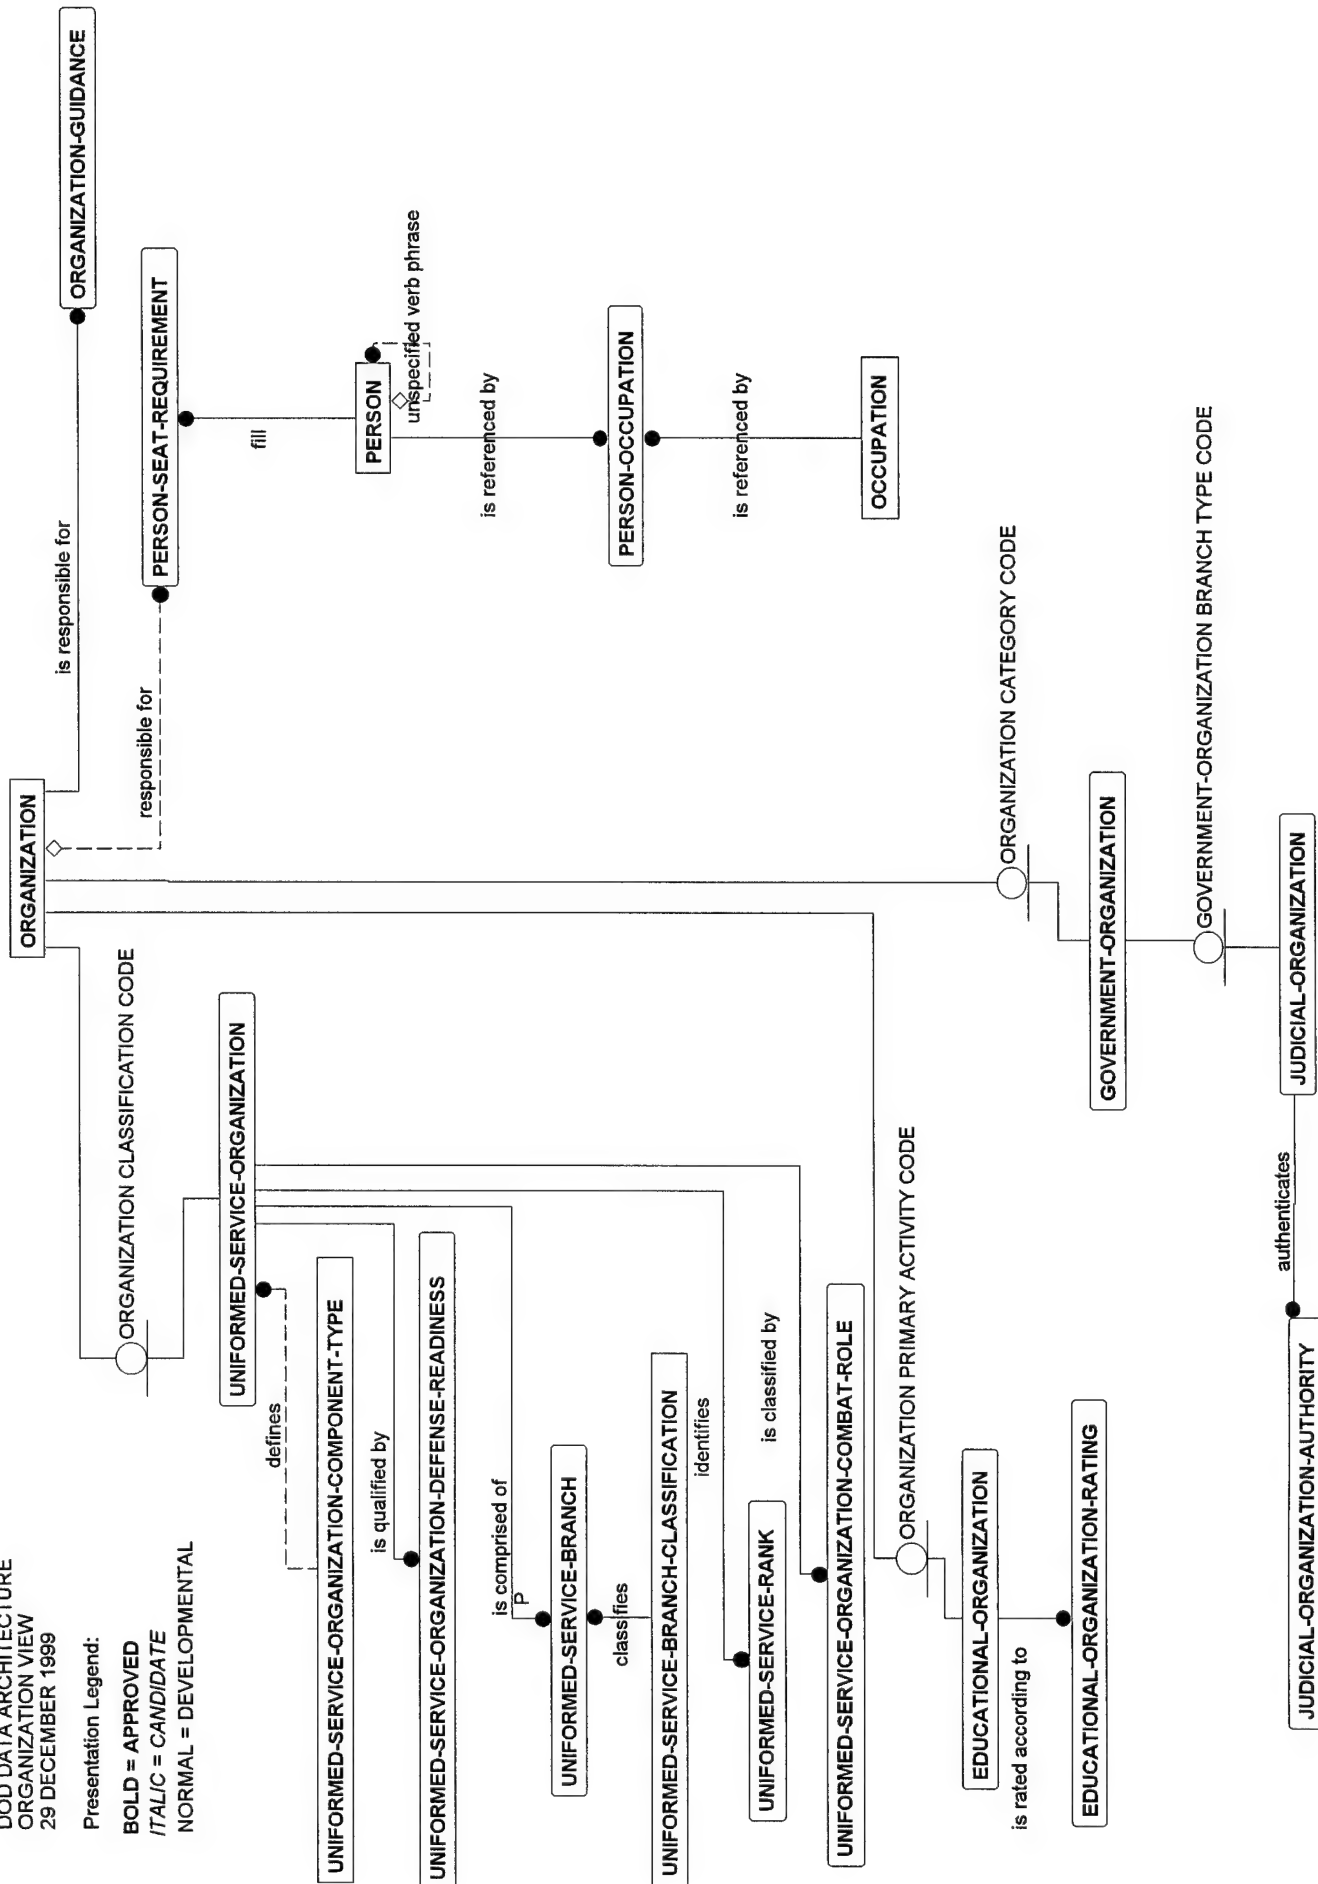 DOD DATA ARCHITECTURE
ORGANIZATION VIEW
29 DECEMBER 1999
Presentation Legend:
BOLD = APPROVED
ITALIC = CANDIDATE
NORMAL = DEVELOPMENTAL
ORGANIZATION
is responsible for
ORGANIZATION-GUIDANCE
responsible for
PERSON-SEAT-REQUIREMENT
fill
PERSON
unspecified verb phrase
is referenced by
PERSON-OCCUPATION
is referenced by
OCCUPATION
ORGANIZATION CLASSIFICATION CODE
UNIFORMED-SERVICE-ORGANIZATION
defines
UNIFORMED-SERVICE-ORGANIZATION-COMPONENT-TYPE
is qualified by
UNIFORMED-SERVICE-ORGANIZATION-DEFENSE-READINESS
is comprised of
P
UNIFORMED-SERVICE-BRANCH
classifies
UNIFORMED-SERVICE-BRANCH-CLASSIFICATION
identifies
UNIFORMED-SERVICE-RANK
is classified by
UNIFORMED-SERVICE-ORGANIZATION-COMBAT-ROLE
ORGANIZATION PRIMARY ACTIVITY CODE
EDUCATIONAL-ORGANIZATION
is rated according to
EDUCATIONAL-ORGANIZATION-RATING
ORGANIZATION CATEGORY CODE
GOVERNMENT-ORGANIZATION
GOVERNMENT-ORGANIZATION BRANCH TYPE CODE
JUDICIAL-ORGANIZATION
authenticates
JUDICIAL-ORGANIZATION-AUTHORITY